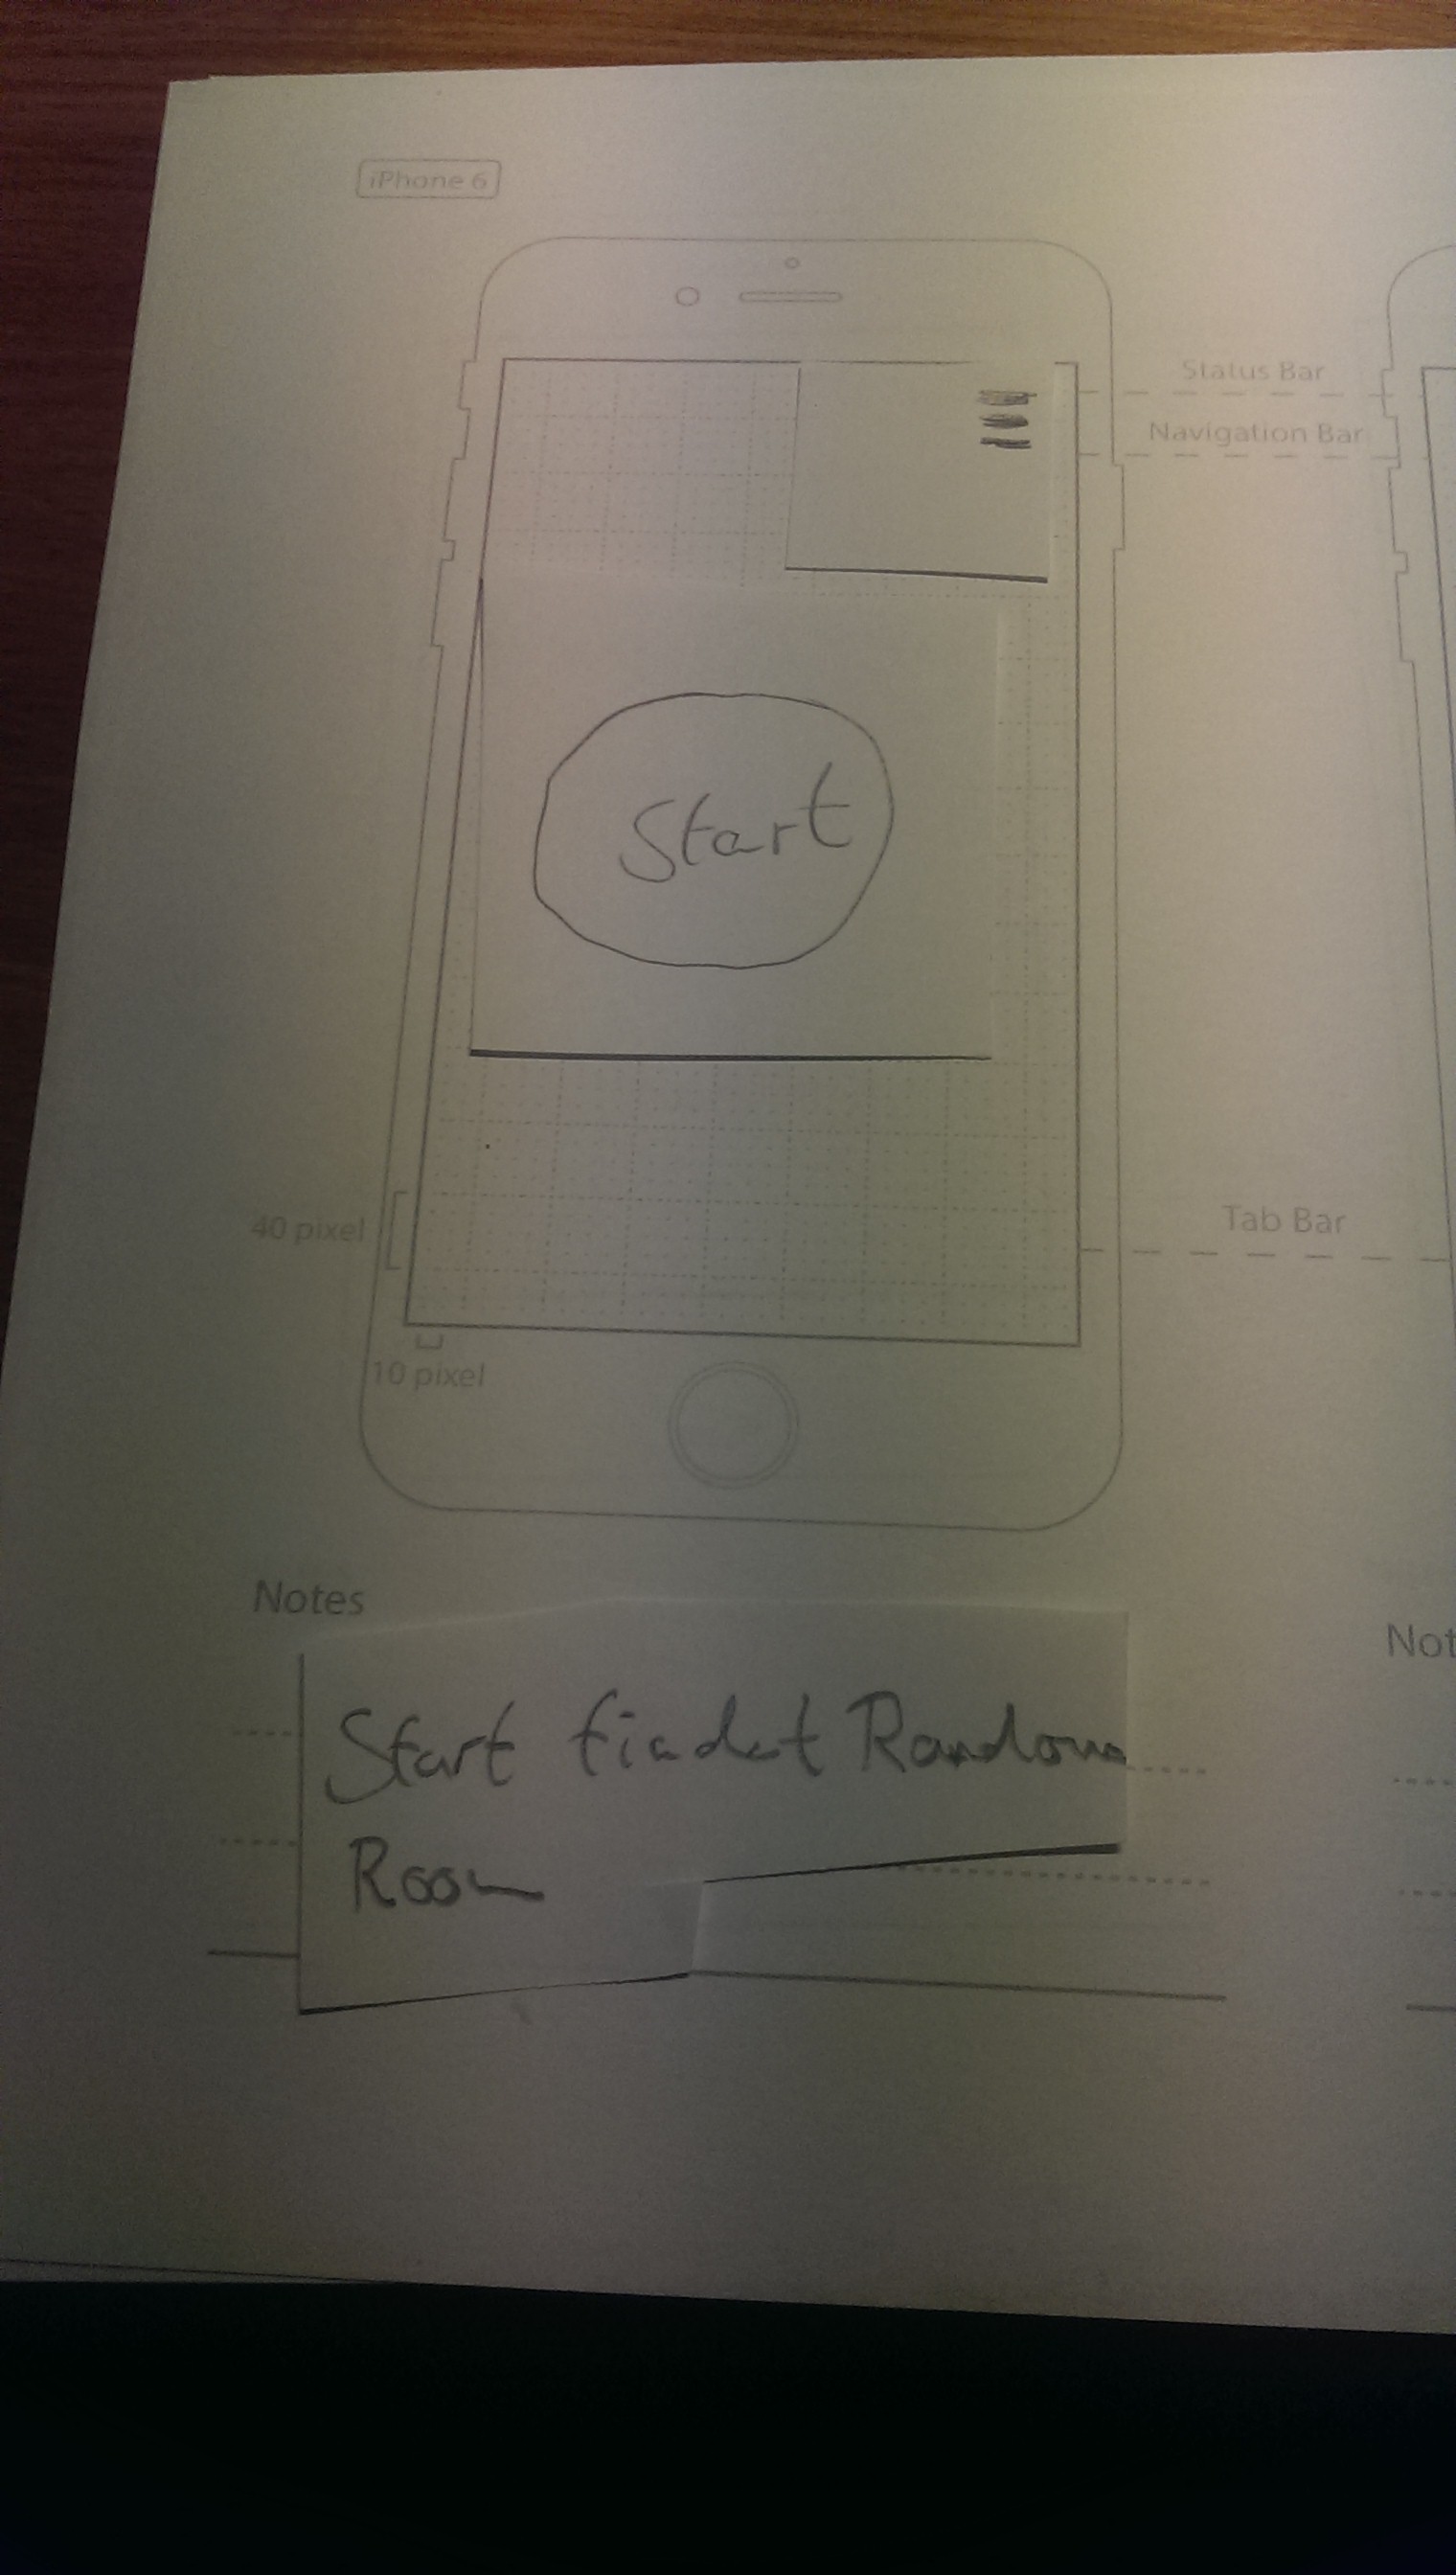 iPhone 6
Status Bar
Navigation Bar
Start
40 pixel
Tab Bar
10 pixel
Notes
Not
Start findet Random
Room